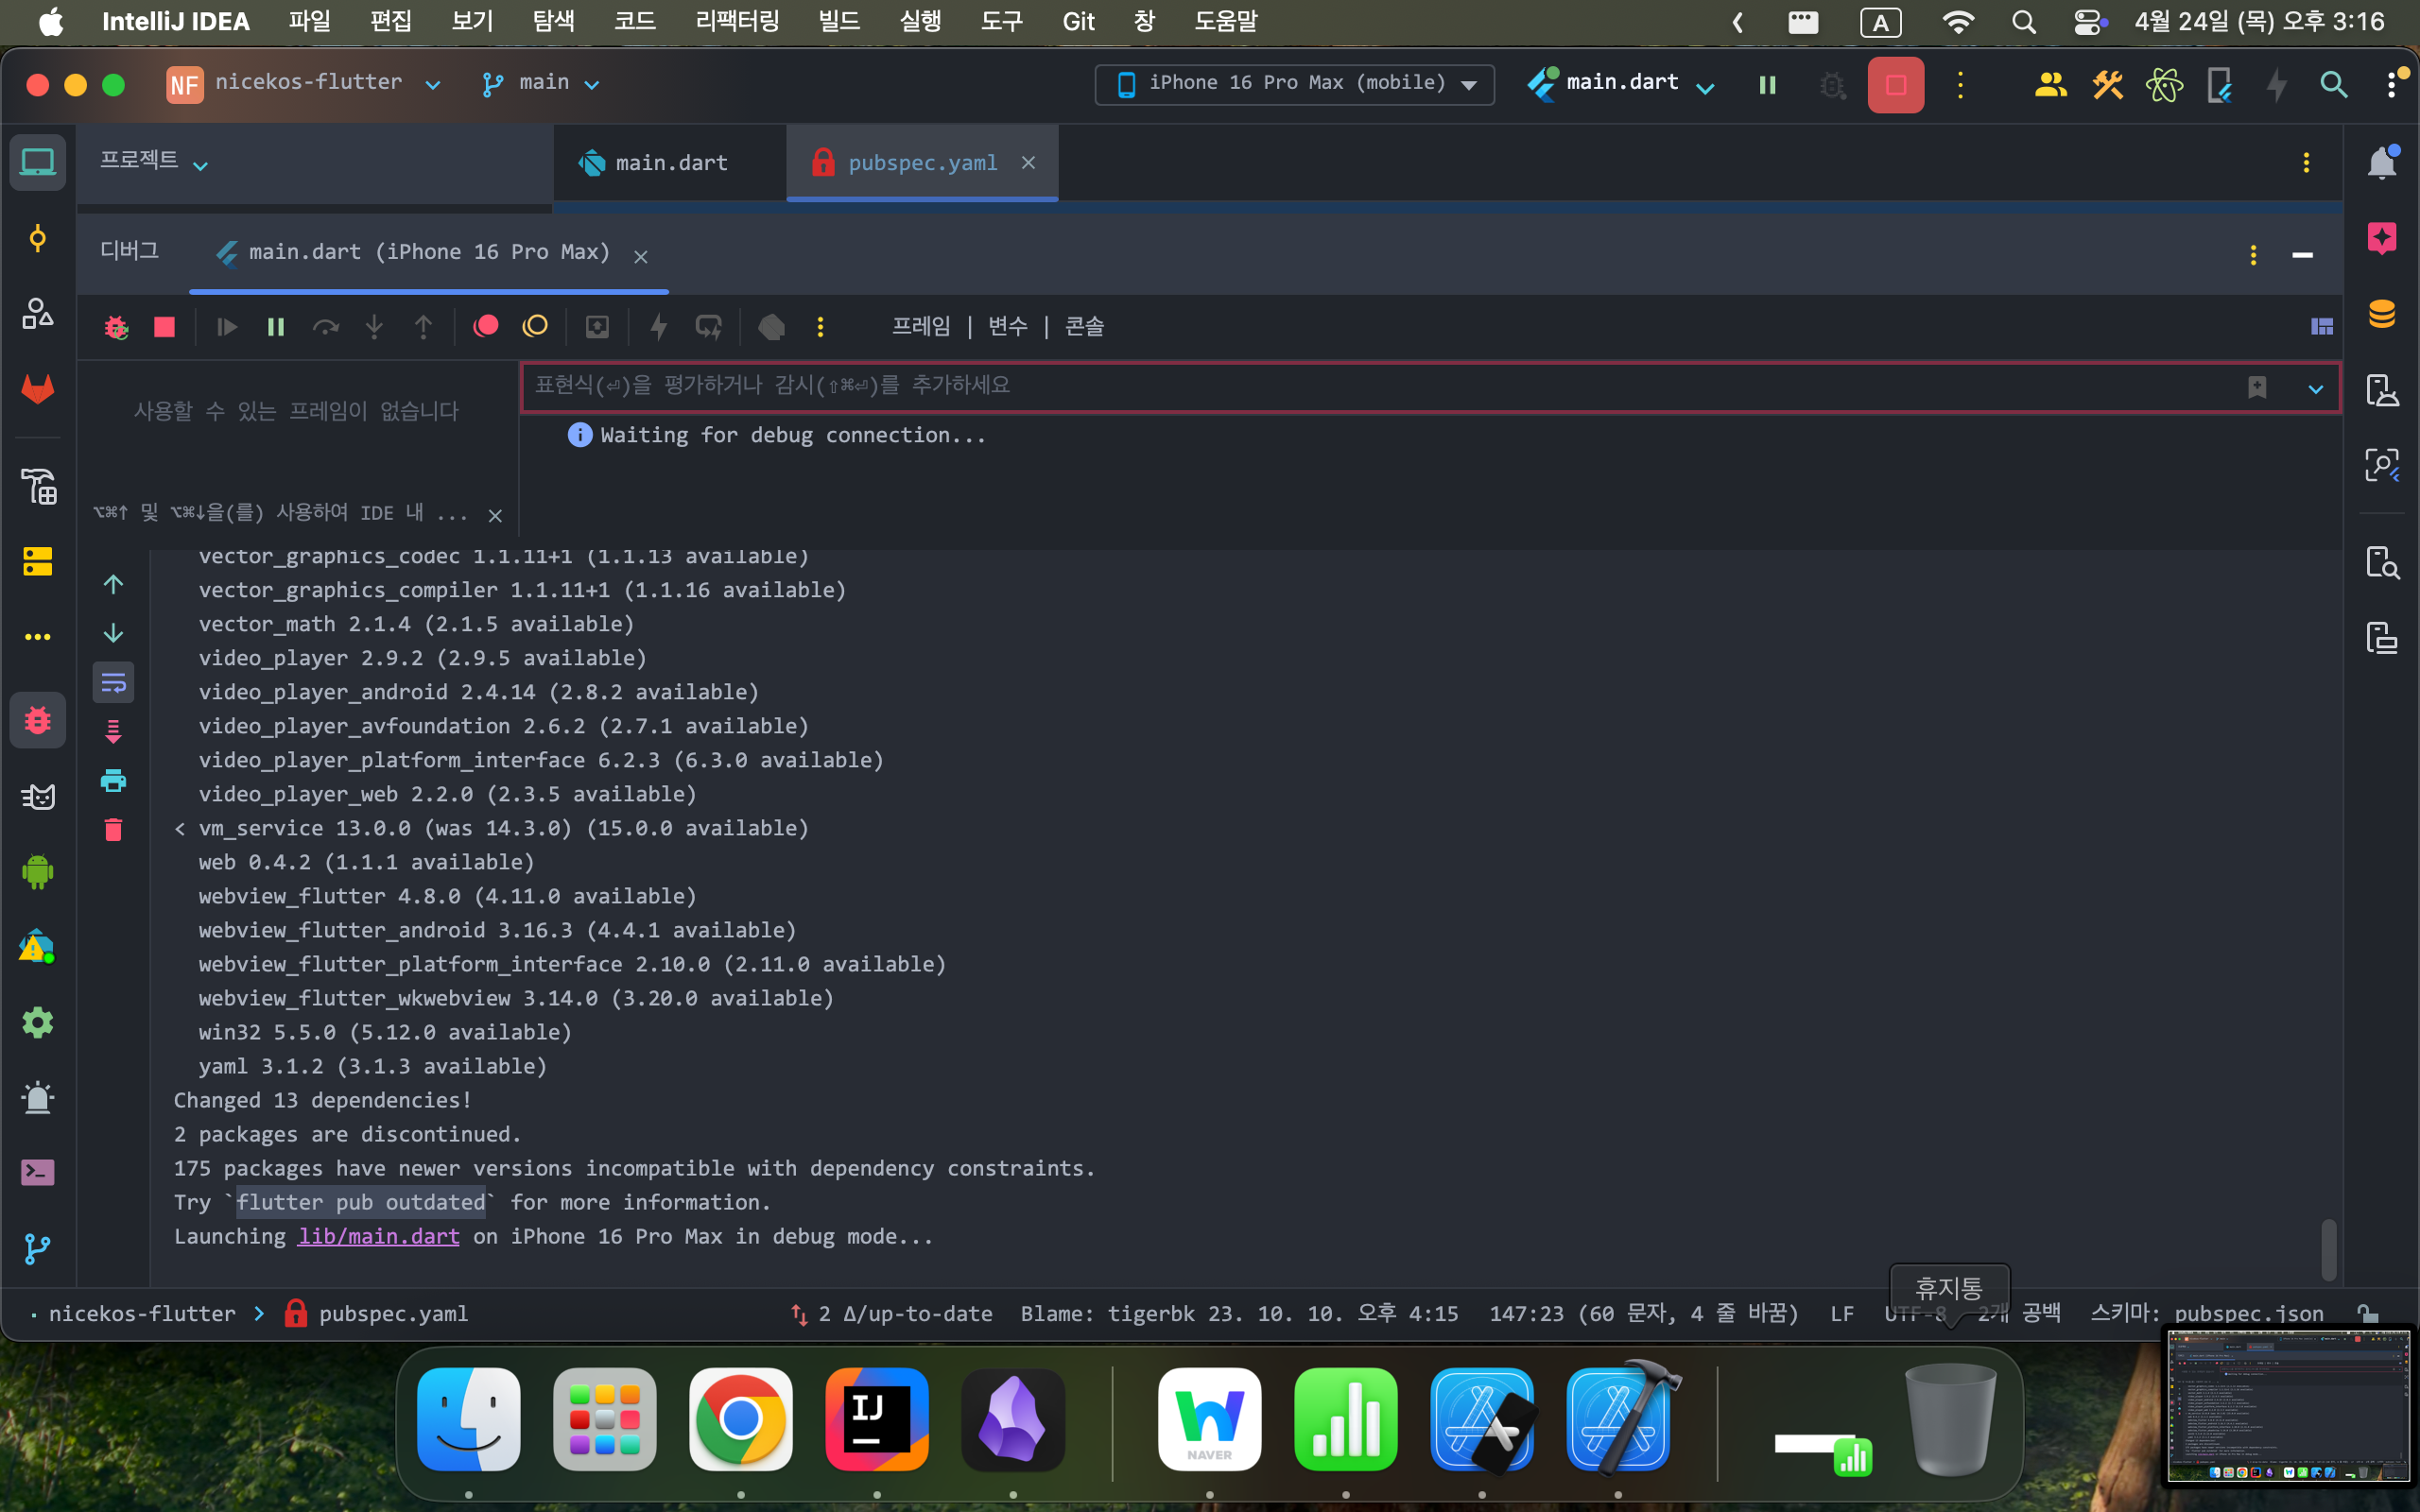 IntelliJ IDEA 파일 편집 보기 탐색 코드 리팩터링 빌드 실행 도구 Git 창 도움말 A 4월 24일 (목) 오후 3:16
NF nicekos-flutter main iPhone 16 Pro Max (mobile) main.dart
프로젝트 main.dart pubspec.yaml
디버그 main.dart (iPhone 16 Pro Max)
프레임 | 변수 | 콘솔
표현식(⏎)을 평가하거나 감시(⇧⌘⏎)를 추가하세요
사용할 수 있는 프레임이 없습니다
Waiting for debug connection...
⌥⌘↑ 및 ⌥⌘↓을(를) 사용하여 IDE 내 ...
vector_graphics_codec 1.1.11+1 (1.1.13 available)
vector_graphics_compiler 1.1.11+1 (1.1.16 available)
vector_math 2.1.4 (2.1.5 available)
video_player 2.9.2 (2.9.5 available)
video_player_android 2.4.14 (2.8.2 available)
video_player_avfoundation 2.6.2 (2.7.1 available)
video_player_platform_interface 6.2.3 (6.3.0 available)
video_player_web 2.2.0 (2.3.5 available)
< vm_service 13.0.0 (was 14.3.0) (15.0.0 available)
web 0.4.2 (1.1.1 available)
webview_flutter 4.8.0 (4.11.0 available)
webview_flutter_android 3.16.3 (4.4.1 available)
webview_flutter_platform_interface 2.10.0 (2.11.0 available)
webview_flutter_wkwebview 3.14.0 (3.20.0 available)
win32 5.5.0 (5.12.0 available)
yaml 3.1.2 (3.1.3 available)
Changed 13 dependencies!
2 packages are discontinued.
175 packages have newer versions incompatible with dependency constraints.
Try `flutter pub outdated` for more information.
Launching lib/main.dart on iPhone 16 Pro Max in debug mode...
휴지통
nicekos-flutter > pubspec.yaml 2 Δ/up-to-date Blame: tigerbk 23. 10. 10. 오후 4:15 147:23 (60 문자, 4 줄 바꿈) LF UTF-8 2개 공백 스키마: pubspec.json
IJ
W
NAVER